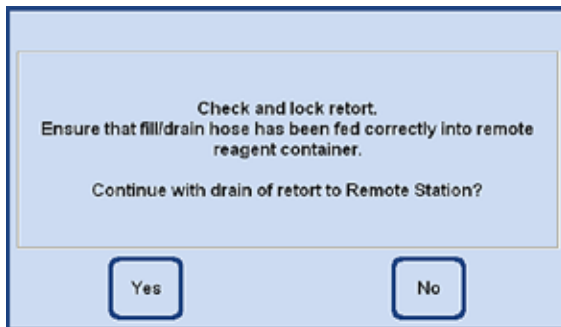 Check and lock retort.
Ensure that fill/drain hose has been fed correctly into remote
reagent container.
Continue with drain of retort to Remote Station?
Yes
No